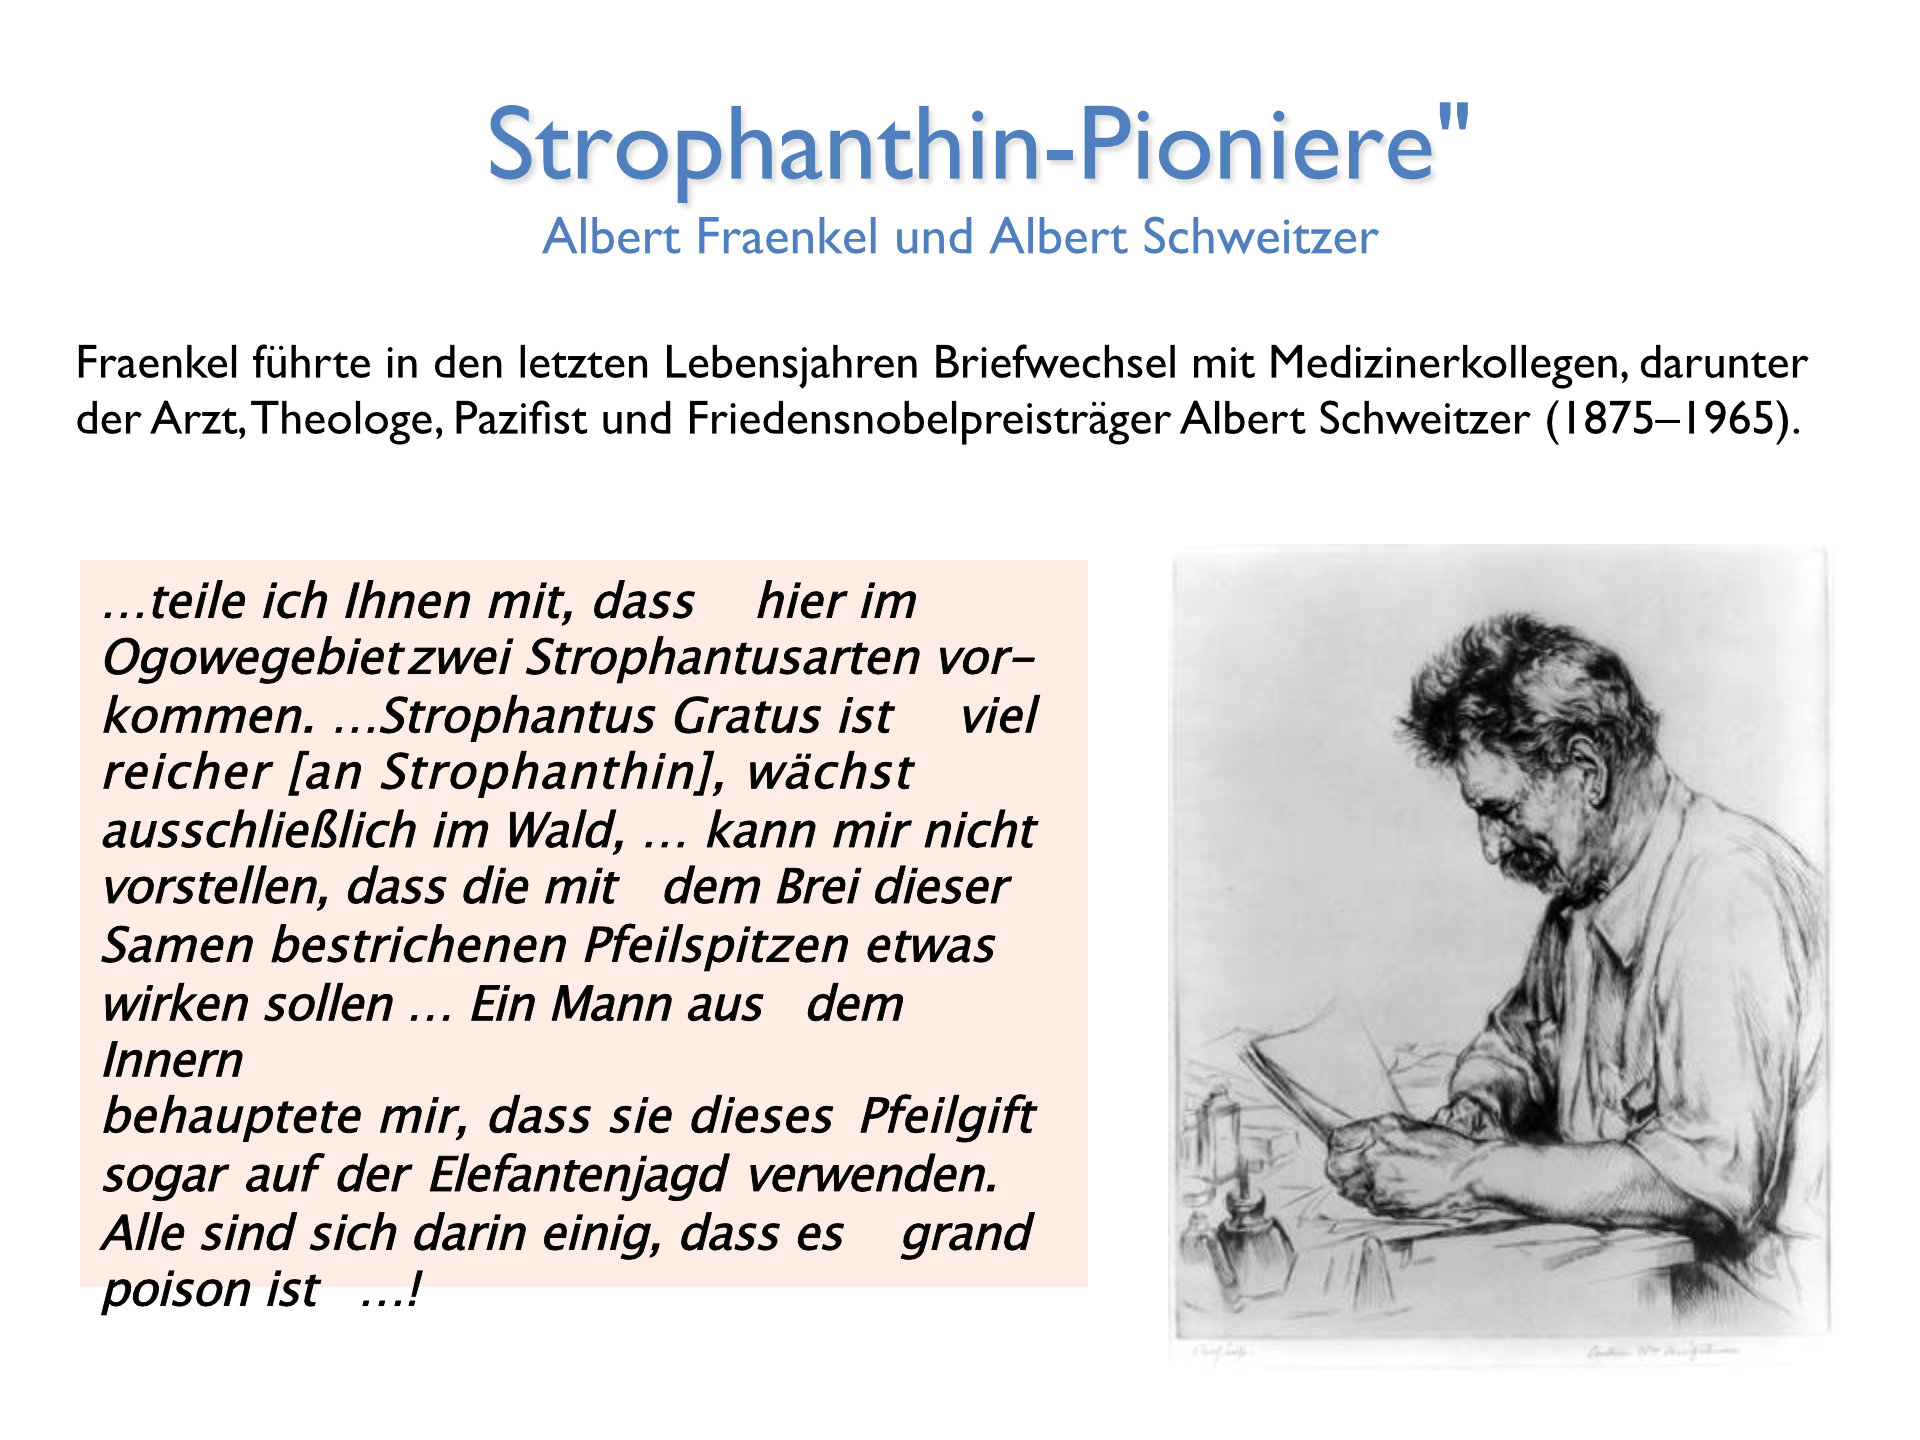 Strophanthin-Pioniere"
Albert Fraenkel und Albert Schweitzer
Fraenkel führte in den letzten Lebensjahren Briefwechsel mit Medizinerkollegen, darunter
der Arzt, Theologe, Pazifist und Friedensnobelpreisträger Albert Schweitzer (1875–1965).
…teile ich Ihnen mit, dass hier im
Ogowegebiet zwei Strophantusarten vor-
kommen. …Strophantus Gratus ist viel
reicher [an Strophanthin], wächst
ausschließlich im Wald, … kann mir nicht
vorstellen, dass die mit dem Brei dieser
Samen bestrichenen Pfeilspitzen etwas
wirken sollen … Ein Mann aus dem
Innern
behauptete mir, dass sie dieses Pfeilgift
sogar auf der Elefantenjagd verwenden.
Alle sind sich darin einig, dass es grand
poison ist …!